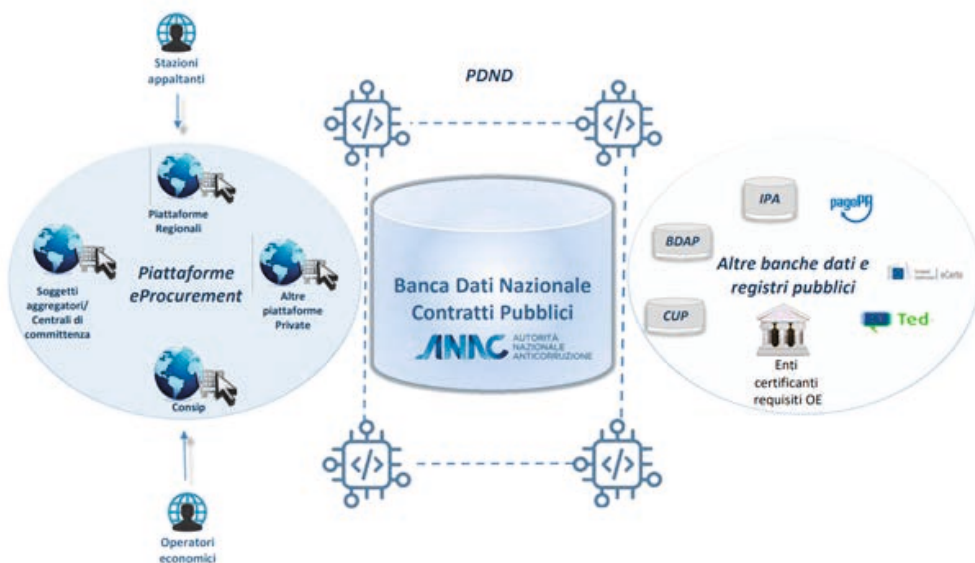 Stazioni
appaltanti
PDND
Piattaforme
Regionali
Soggetti
aggregatori/
Centrali di
committenza
Piattaforme
eProcurement
Altre
piattaforme
Private
Consip
Operatori
economici
Banca Dati Nazionale
Contratti Pubblici
ANAC
AUTORITÀ
NAZIONALE
ANTICORRUZIONE
IPA
pagoPA
BDAP
Altre banche dati e
registri pubblici
eCertis
CUP
Ted
Enti
certificanti
requisiti OE